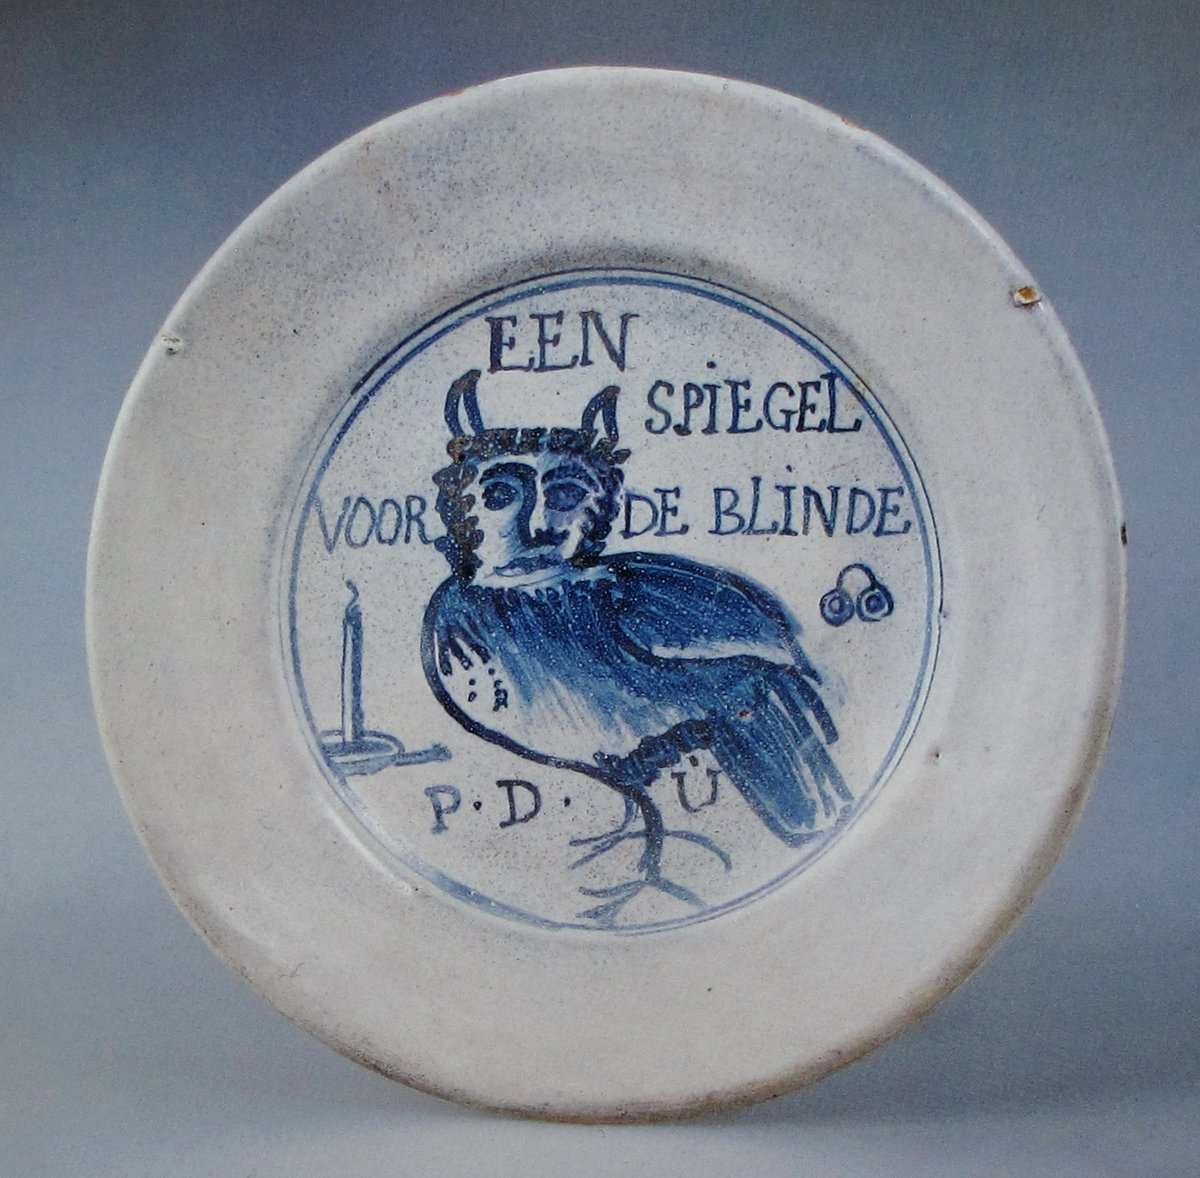 EEN
SPiEGEL
VOOR DE BLiNDE
P. D. U̇